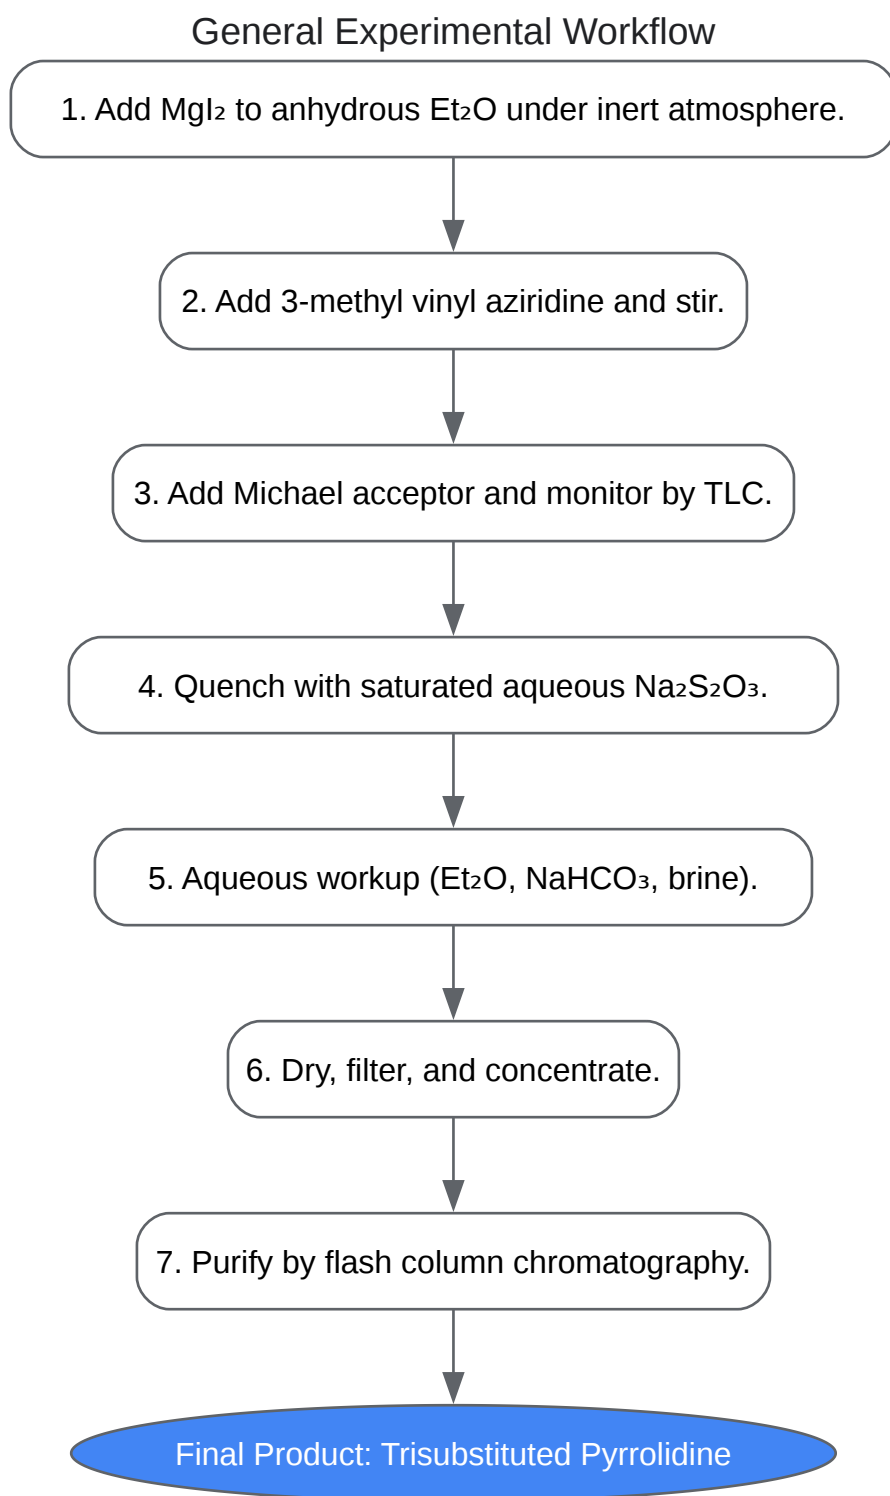 General Experimental Workflow
1. Add MgI₂ to anhydrous Et₂O under inert atmosphere.
2. Add 3-methyl vinyl aziridine and stir.
3. Add Michael acceptor and monitor by TLC.
4. Quench with saturated aqueous Na₂S₂O₃.
5. Aqueous workup (Et₂O, NaHCO₃, brine).
6. Dry, filter, and concentrate.
7. Purify by flash column chromatography.
Final Product: Trisubstituted Pyrrolidine